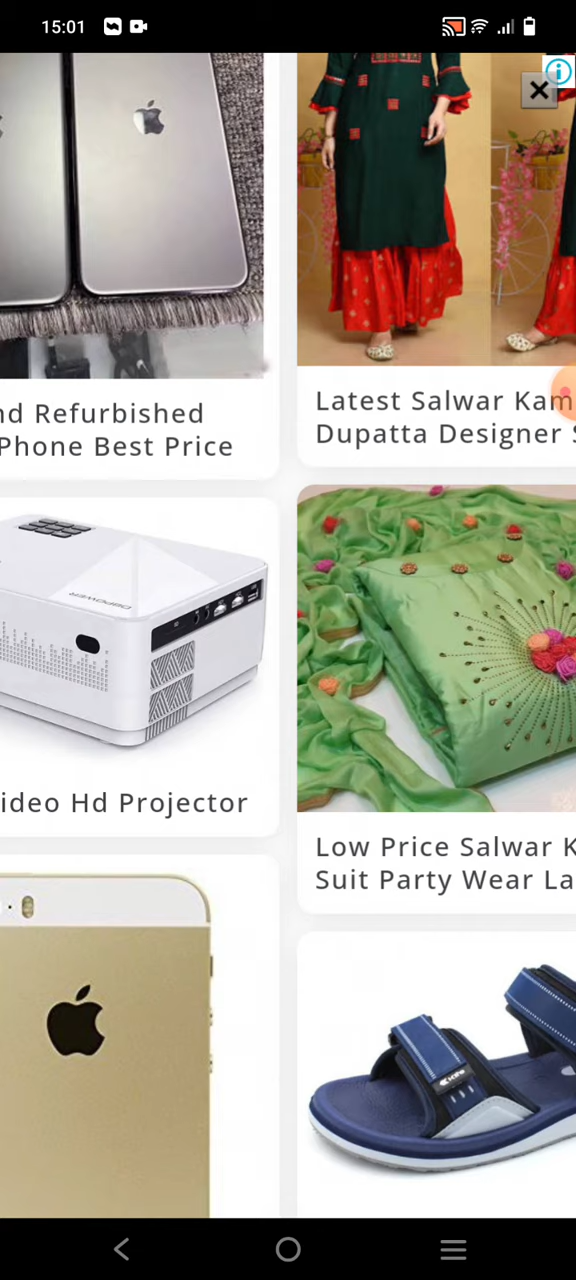 15:01
nd Refurbished
Phone Best Price
Latest Salwar Kam
Dupatta Designer S
DBPOWER
ideo Hd Projector
Low Price Salwar K
Suit Party Wear La